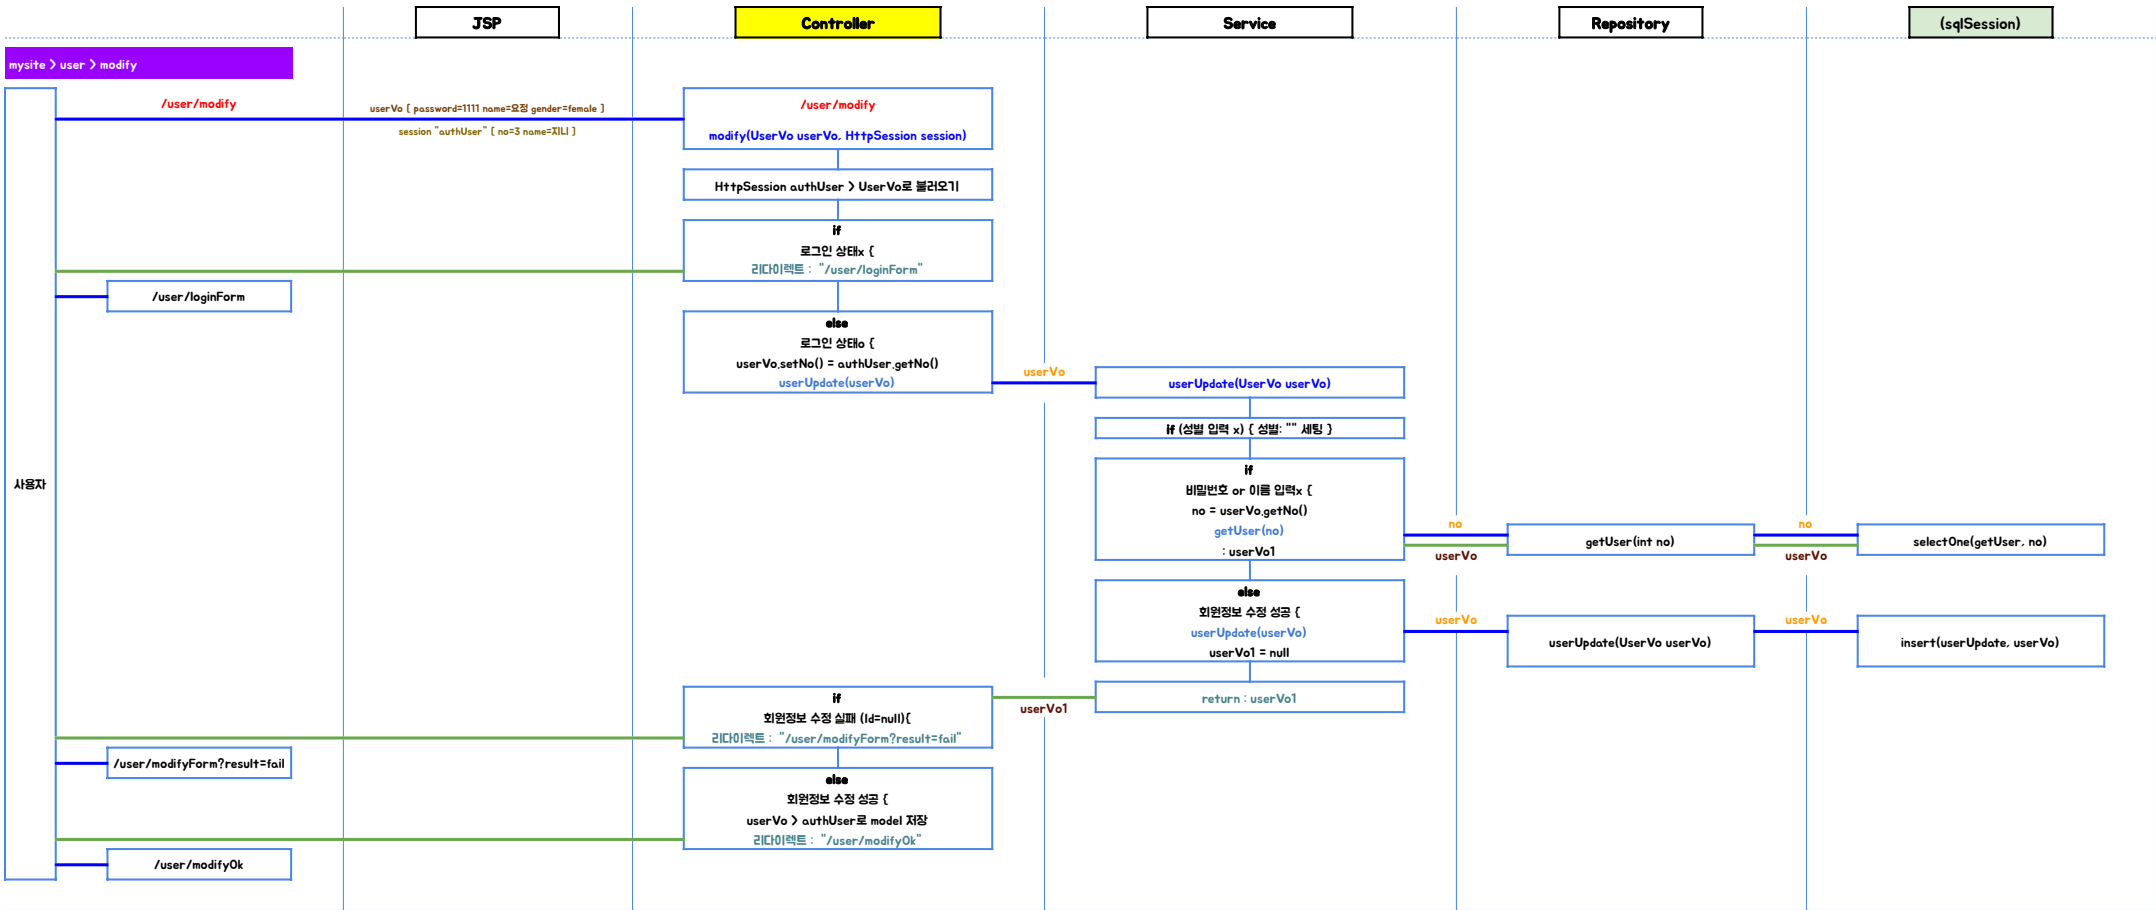 JSP
Controller
Service
Repository
(sqlSession)
mysite > user > modify
사용자
/user/modify
userVo [ password=1111 name=요정 gender=female ]
session "authUser" [ no=3 name=지니 ]
/user/modify
modify(UserVo userVo, HttpSession session)
HttpSession authUser > UserVo로 불러오기
if
로그인 상태x {
리다이렉트 : "/user/loginForm"
/user/loginForm
else
로그인 상태o {
userVo.setNo() = authUser.getNo()
userUpdate(userVo)
userVo
userUpdate(UserVo userVo)
if (성별 입력 x) { 성별: "" 세팅 }
if
비밀번호 or 이름 입력x {
no = userVo.getNo()
getUser(no)
: userVo1
no
userVo
getUser(int no)
no
userVo
selectOne(getUser, no)
else
회원정보 수정 성공 {
userUpdate(userVo)
userVo1 = null
userVo
userUpdate(UserVo userVo)
userVo
insert(userUpdate, userVo)
return : userVo1
userVo1
if
회원정보 수정 실패 (Id=null){
리다이렉트 : "/user/modifyForm?result=fail"
/user/modifyForm?result=fail
else
회원정보 수정 성공 {
userVo > authUser로 model 저장
리다이렉트 : "/user/modifyOk"
/user/modifyOk